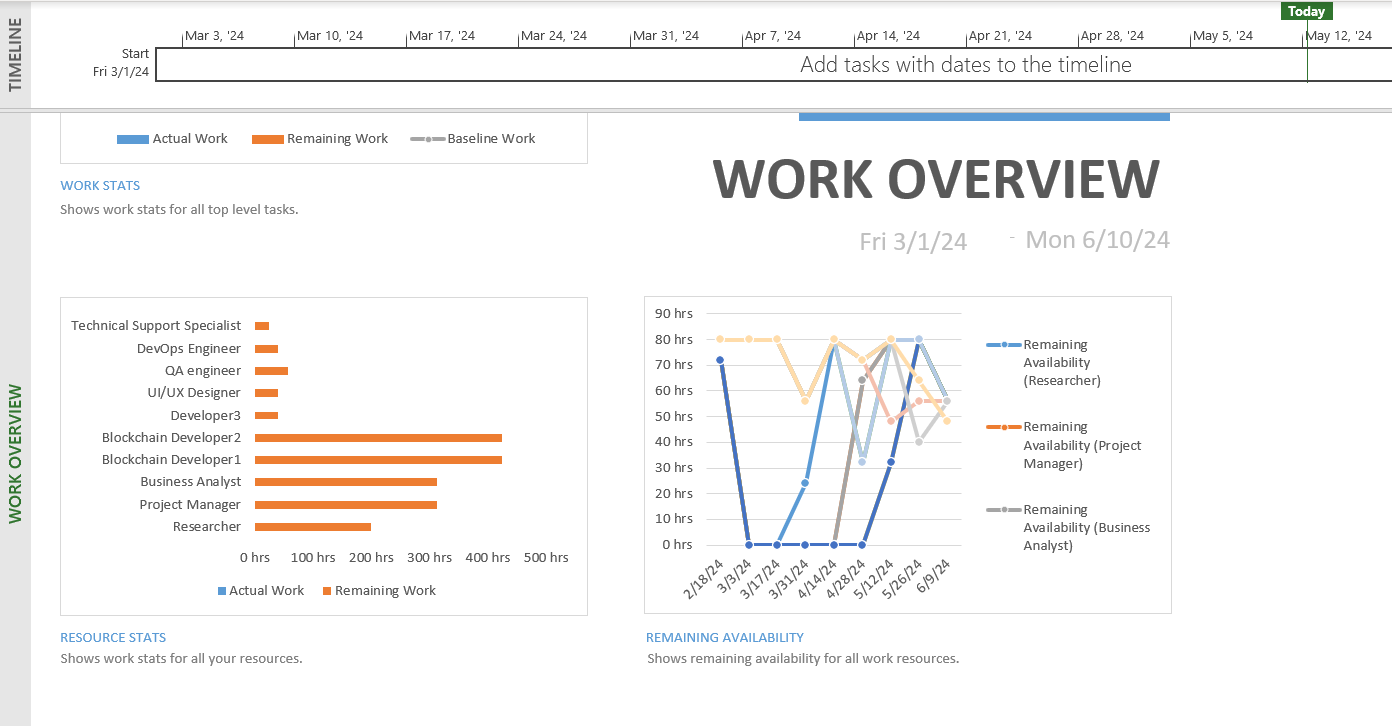 TIMELINE
Today
Mar 3, '24 Mar 10, '24 Mar 17, '24 Mar 24, '24 Mar 31, '24 Apr 7, '24 Apr 14, '24 Apr 21, '24 Apr 28, '24 May 5, '24 May 12, '24
Start
Fri 3/1/24
Add tasks with dates to the timeline
WORK OVERVIEW
Actual Work Remaining Work Baseline Work
WORK STATS
Shows work stats for all top level tasks.
WORK OVERVIEW
Fri 3/1/24 - Mon 6/10/24
Technical Support Specialist
DevOps Engineer
QA engineer
UI/UX Designer
Developer3
Blockchain Developer2
Blockchain Developer1
Business Analyst
Project Manager
Researcher
0 hrs 100 hrs 200 hrs 300 hrs 400 hrs 500 hrs
Actual Work Remaining Work
RESOURCE STATS
Shows work stats for all your resources.
90 hrs
80 hrs
70 hrs
60 hrs
50 hrs
40 hrs
30 hrs
20 hrs
10 hrs
0 hrs
2/18/24 3/3/24 3/17/24 3/31/24 4/14/24 4/28/24 5/12/24 5/26/24 6/9/24
Remaining
Availability
(Researcher)
Remaining
Availability (Project
Manager)
Remaining
Availability (Business
Analyst)
REMAINING AVAILABILITY
Shows remaining availability for all work resources.